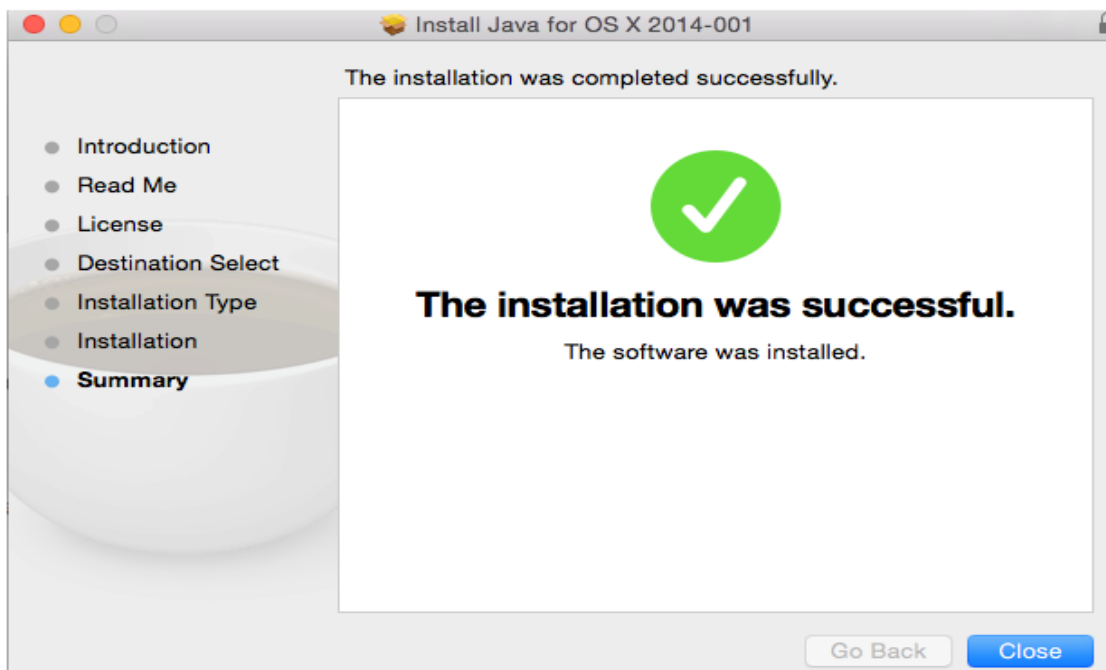 Install Java for OS X 2014-001
The installation was completed successfully.
Introduction
Read Me
License
Destination Select
Installation Type
Installation
Summary
The installation was successful.
The software was installed.
Go Back
Close